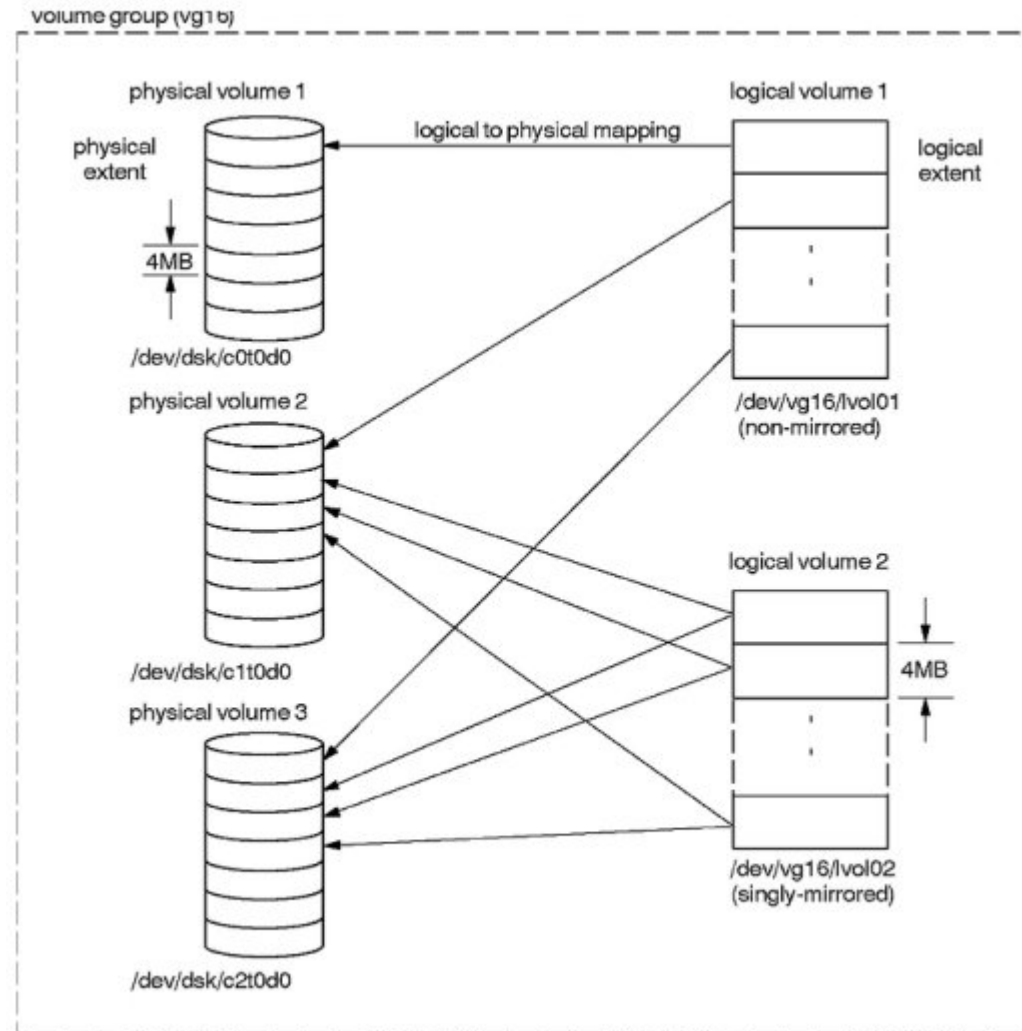 volume group (vg16)
physical volume 1
logical volume 1
logical to physical mapping
physical
extent
logical
extent
4MB
/dev/dsk/c0t0d0
physical volume 2
/dev/vg16/lvol01
(non-mirrored)
logical volume 2
4MB
/dev/dsk/c1t0d0
physical volume 3
/dev/vg16/lvol02
(singly-mirrored)
/dev/dsk/c2t0d0